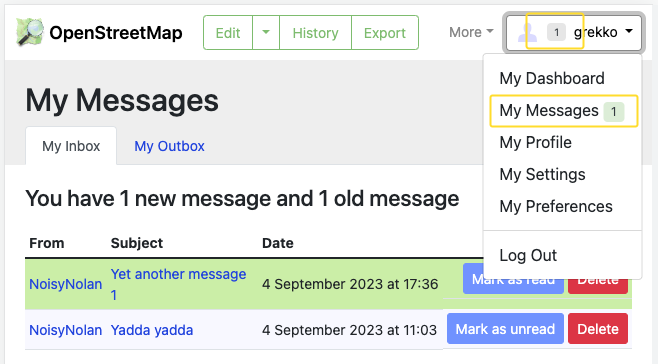 OpenStreetMap Edit History Export More 1 grekko
My Dashboard
My Messages 1
My Profile
My Settings
My Preferences
Log Out
My Messages
My Inbox My Outbox
You have 1 new message and 1 old message
From Subject Date
NoisyNolan Yet another message 4 September 2023 at 17:36 Mark as read Delete
1
NoisyNolan Yadda yadda 4 September 2023 at 11:03 Mark as unread Delete